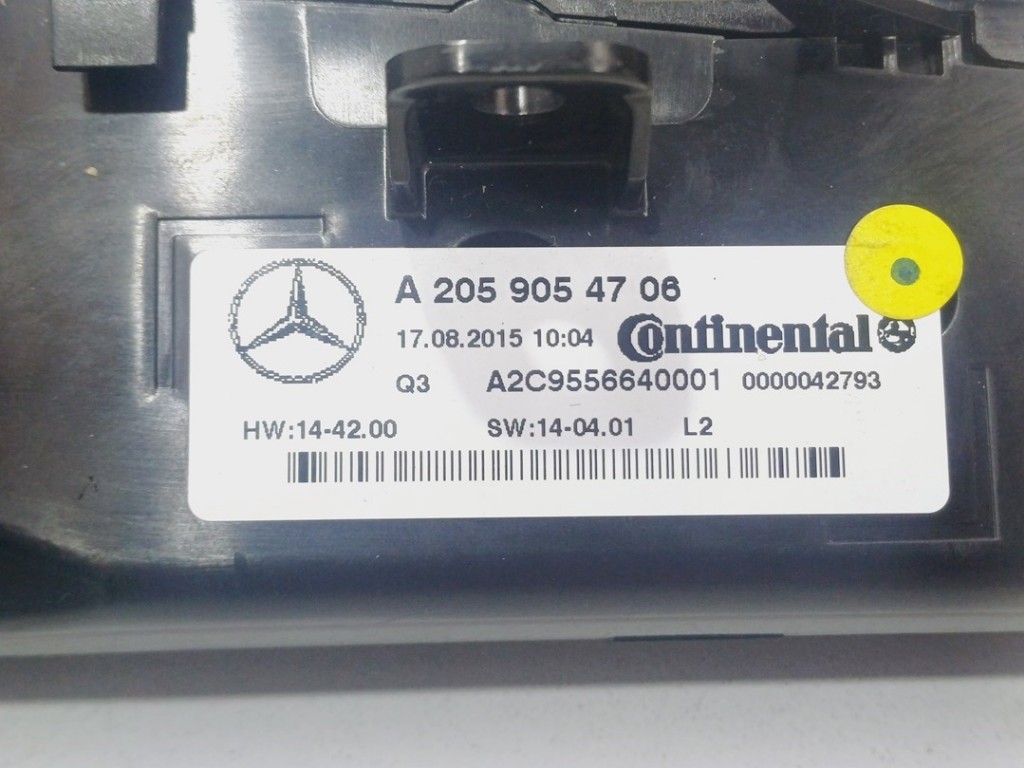 A 205 905 47 06
17.08.2015 10:04 Continental
Q3 A2C9556640001 0000042793
HW:14-42.00 SW:14-04.01 L2